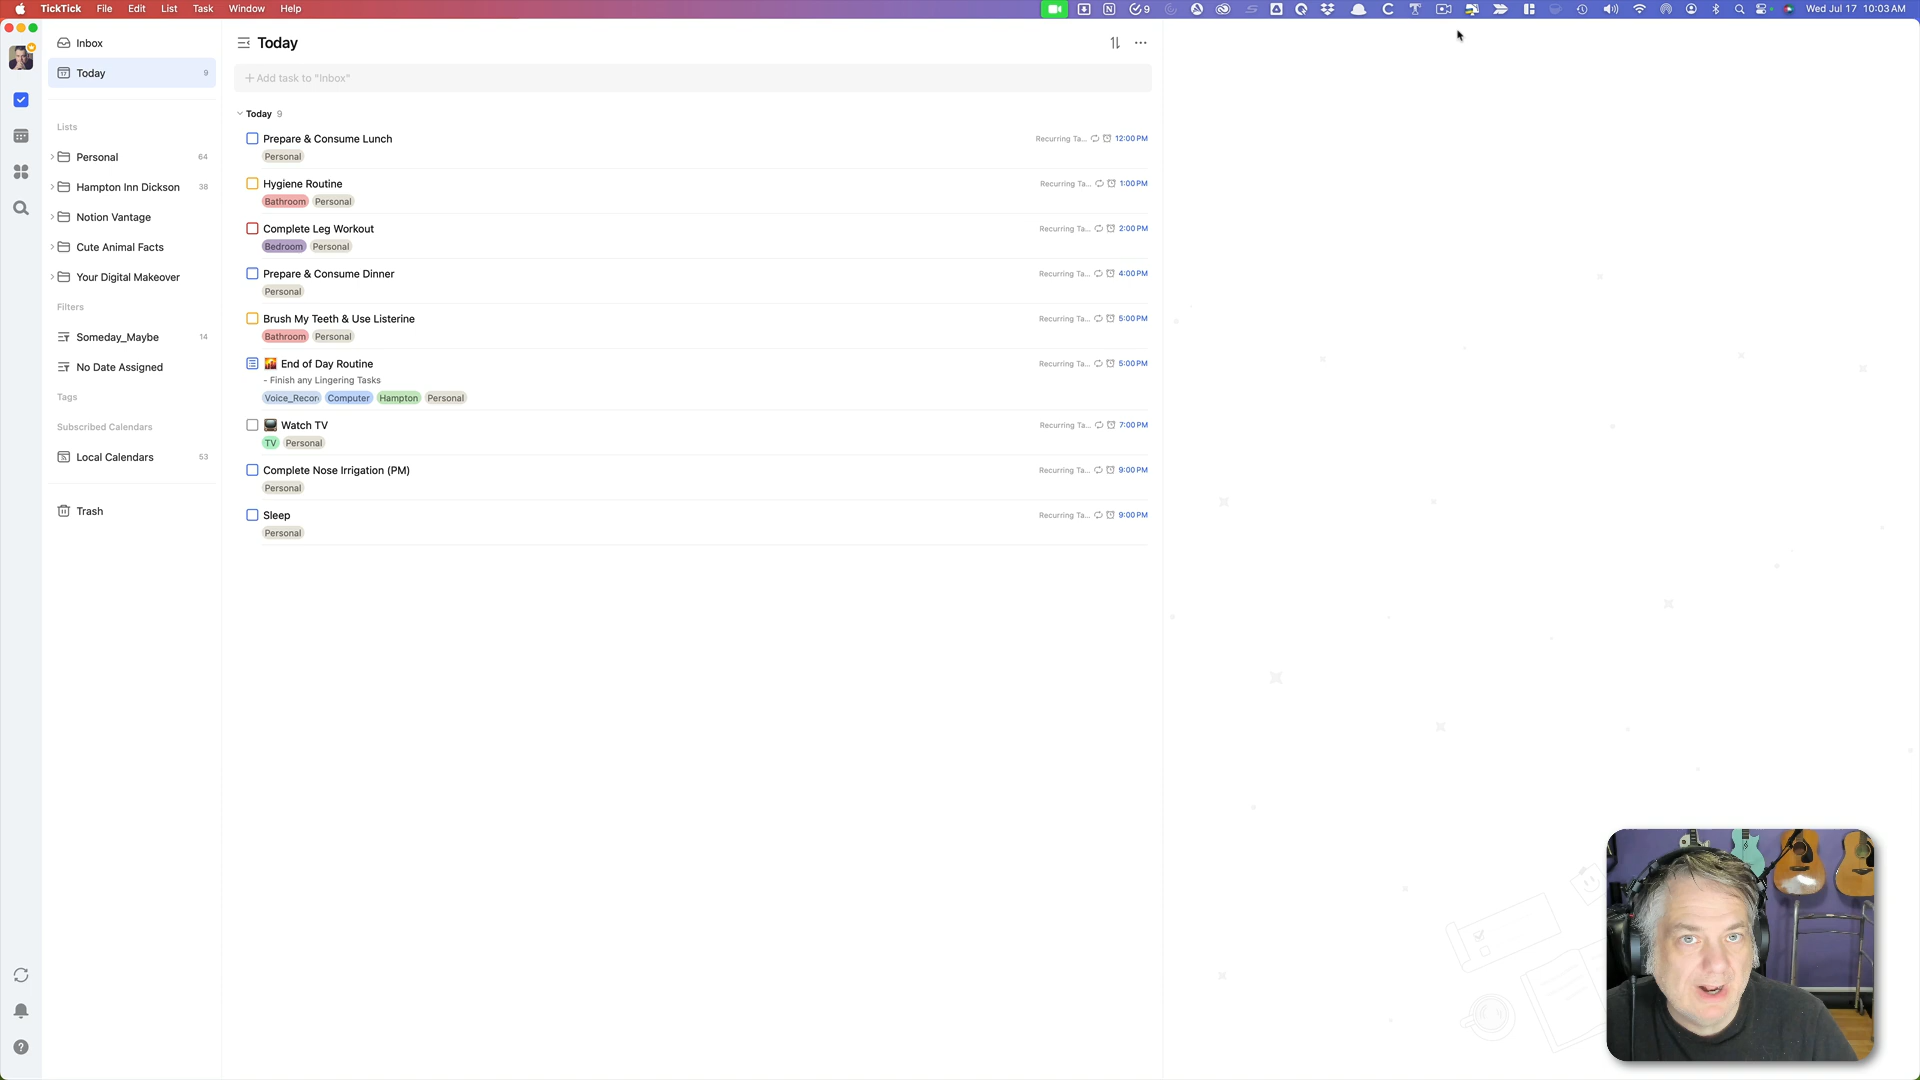 TickTick File Edit List Task Window Help 9 Wed Jul 17 10:03 AM
Inbox
17 Today 9
Lists
Personal 64
Hampton Inn Dickson 38
Notion Vantage
Cute Animal Facts
Your Digital Makeover
Filters
Someday_Maybe 14
No Date Assigned
Tags
Subscribed Calendars
Local Calendars 53
Trash
Today
+ Add task to "Inbox"
Today 9
Prepare & Consume Lunch Recurring Ta... 12:00 PM
Personal
Hygiene Routine Recurring Ta... 1:00 PM
Bathroom Personal
Complete Leg Workout Recurring Ta... 2:00 PM
Bedroom Personal
Prepare & Consume Dinner Recurring Ta... 4:00 PM
Personal
Brush My Teeth & Use Listerine Recurring Ta... 5:00 PM
Bathroom Personal
End of Day Routine Recurring Ta... 5:00 PM
- Finish any Lingering Tasks
Voice_Recor Computer Hampton Personal
Watch TV Recurring Ta... 7:00 PM
TV Personal
Complete Nose Irrigation (PM) Recurring Ta... 9:00 PM
Personal
Sleep Recurring Ta... 9:00 PM
Personal